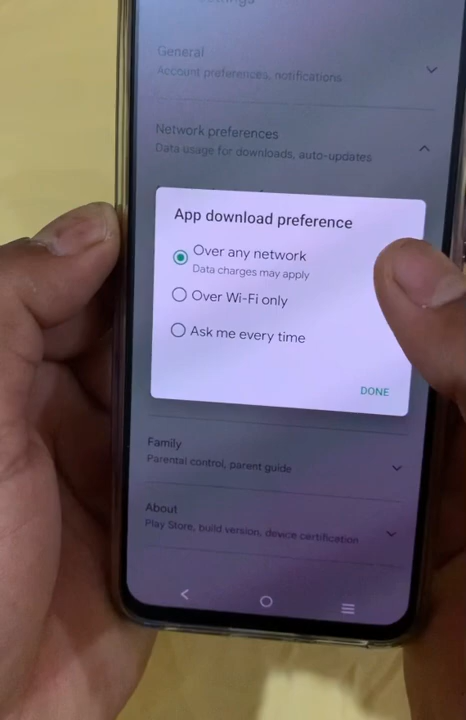 General
Account preferences, notifications
Network preferences
Data usage for downloads, auto-updates
App download preference
Over any network
Data charges may apply
Over Wi-Fi only
Ask me every time
DONE
Family
Parental control, parent guide
About
Play Store, build version, device certification